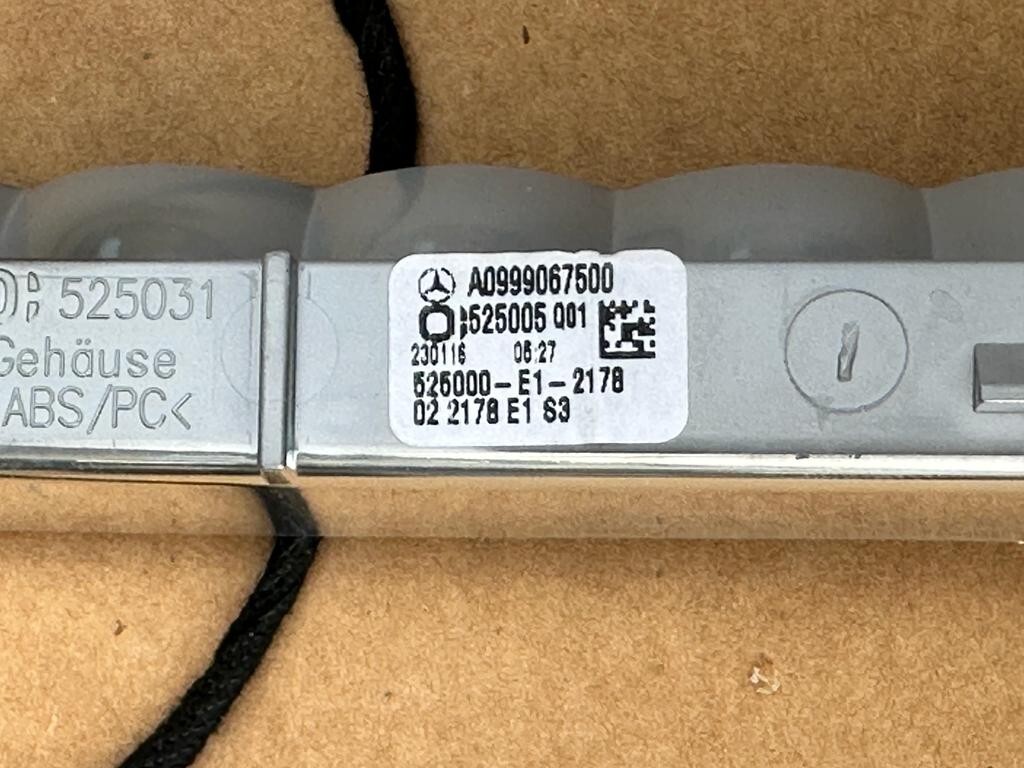 525031
Gehäuse
ABS/PC<
A0999067500
525005 Q01
230116 06:27
525000-E1-2178
02 2178 E1 S3